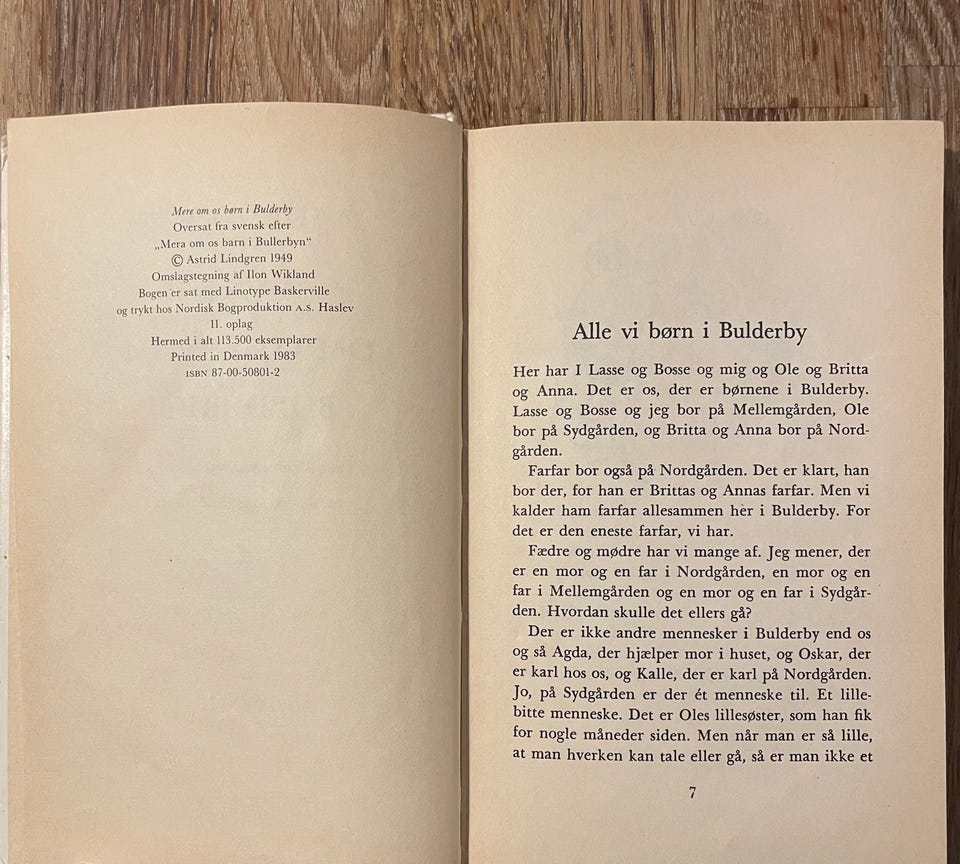 Mere om os børn i Bulderby
Oversat fra svensk efter
„Mera om os barn i Bullerbyn“
© Astrid Lindgren 1949
Omslagstegning af Ilon Wikland
Bogen er sat med Linotype Baskerville
og trykt hos Nordisk Bogproduktion A.S. Haslev
11. oplag
Hermed i alt 113.500 eksemplarer
Printed in Denmark 1983
ISBN 87-00-50801-2
Alle vi børn i Bulderby
Her har I Lasse og Bosse og mig og Ole og Britta
og Anna. Det er os, der er børnene i Bulderby.
Lasse og Bosse og jeg bor på Mellemgården, Ole
bor på Sydgården, og Britta og Anna bor på Nord-
gården.
Farfar bor også på Nordgården. Det er klart, han
bor der, for han er Brittas og Annas farfar. Men vi
kalder ham farfar allesammen her i Bulderby. For
det er den eneste farfar, vi har.
Fædre og mødre har vi mange af. Jeg mener, der
er en mor og en far i Nordgården, en mor og en
far i Mellemgården og en mor og en far i Sydgår-
den. Hvordan skulle det ellers gå?
Der er ikke andre mennesker i Bulderby end os
og så Agda, der hjælper mor i huset, og Oskar, der
er karl hos os, og Kalle, der er karl på Nordgården.
Jo, på Sydgården er der ét menneske til. Et lille-
bitte menneske. Det er Oles lillesøster, som han fik
for nogle måneder siden. Men når man er så lille,
at man hverken kan tale eller gå, så er man ikke et
7